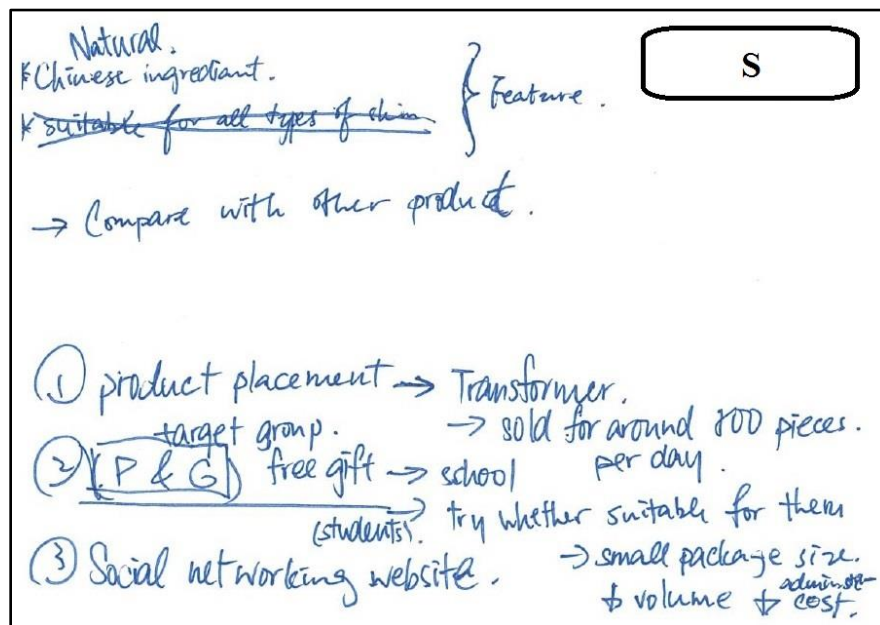 Natural.
S
* Chinese ingrediant.
} Feature.
* suitable for all types of skin
→ Compare with other product.
① product placement → Transformer.
target group. → sold for around 800 pieces.
per day.
② (P & G) free gift → school
(students). → try whether suitable for them
③ Social networking website. → small package size.
↓ volume ↓ cost.